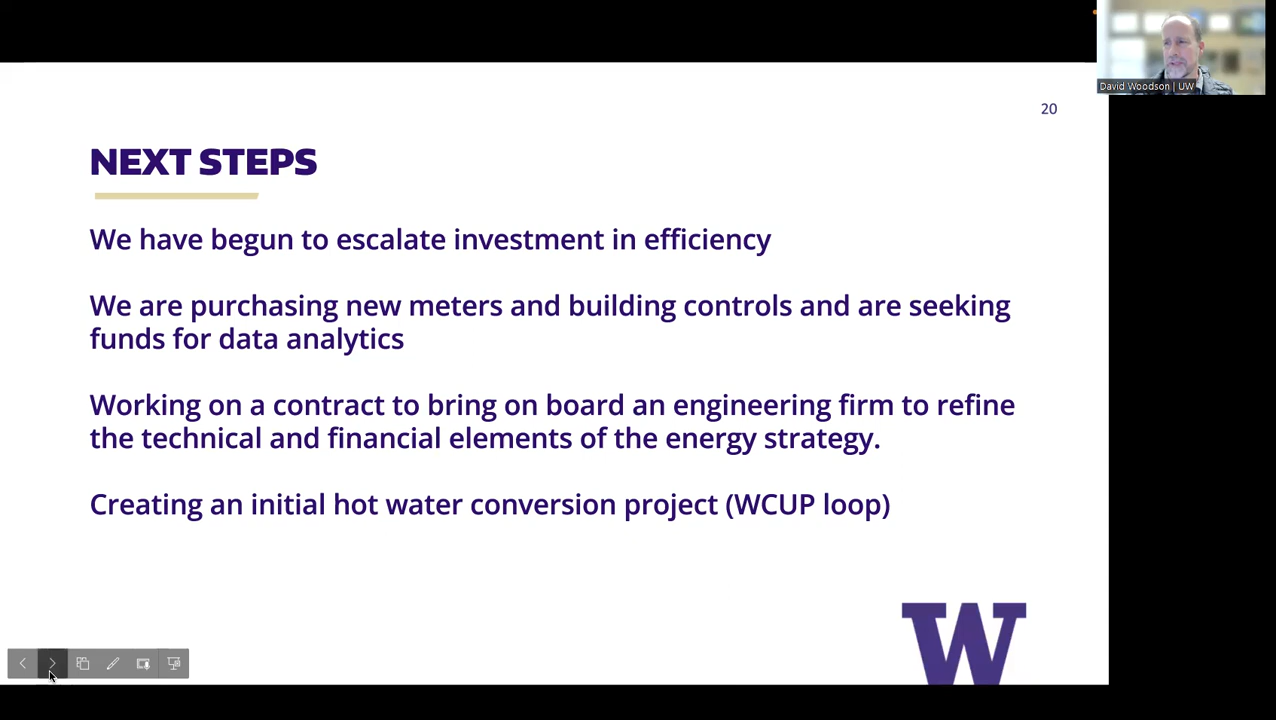 David Woodson | UW
20
NEXT STEPS
We have begun to escalate investment in efficiency
We are purchasing new meters and building controls and are seeking
funds for data analytics
Working on a contract to bring on board an engineering firm to refine
the technical and financial elements of the energy strategy.
Creating an initial hot water conversion project (WCUP loop)
W